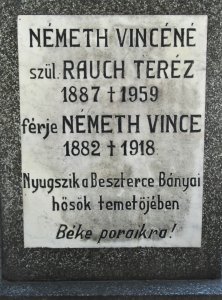 NÉMETH VINCÉNÉ
szül. RAUCH TERÉZ
1887 † 1959
férje NÉMETH VINCE
1882 † 1918
Nyugszik a Beszterce Bányai
hősök temetőjében
Béke poraikra!